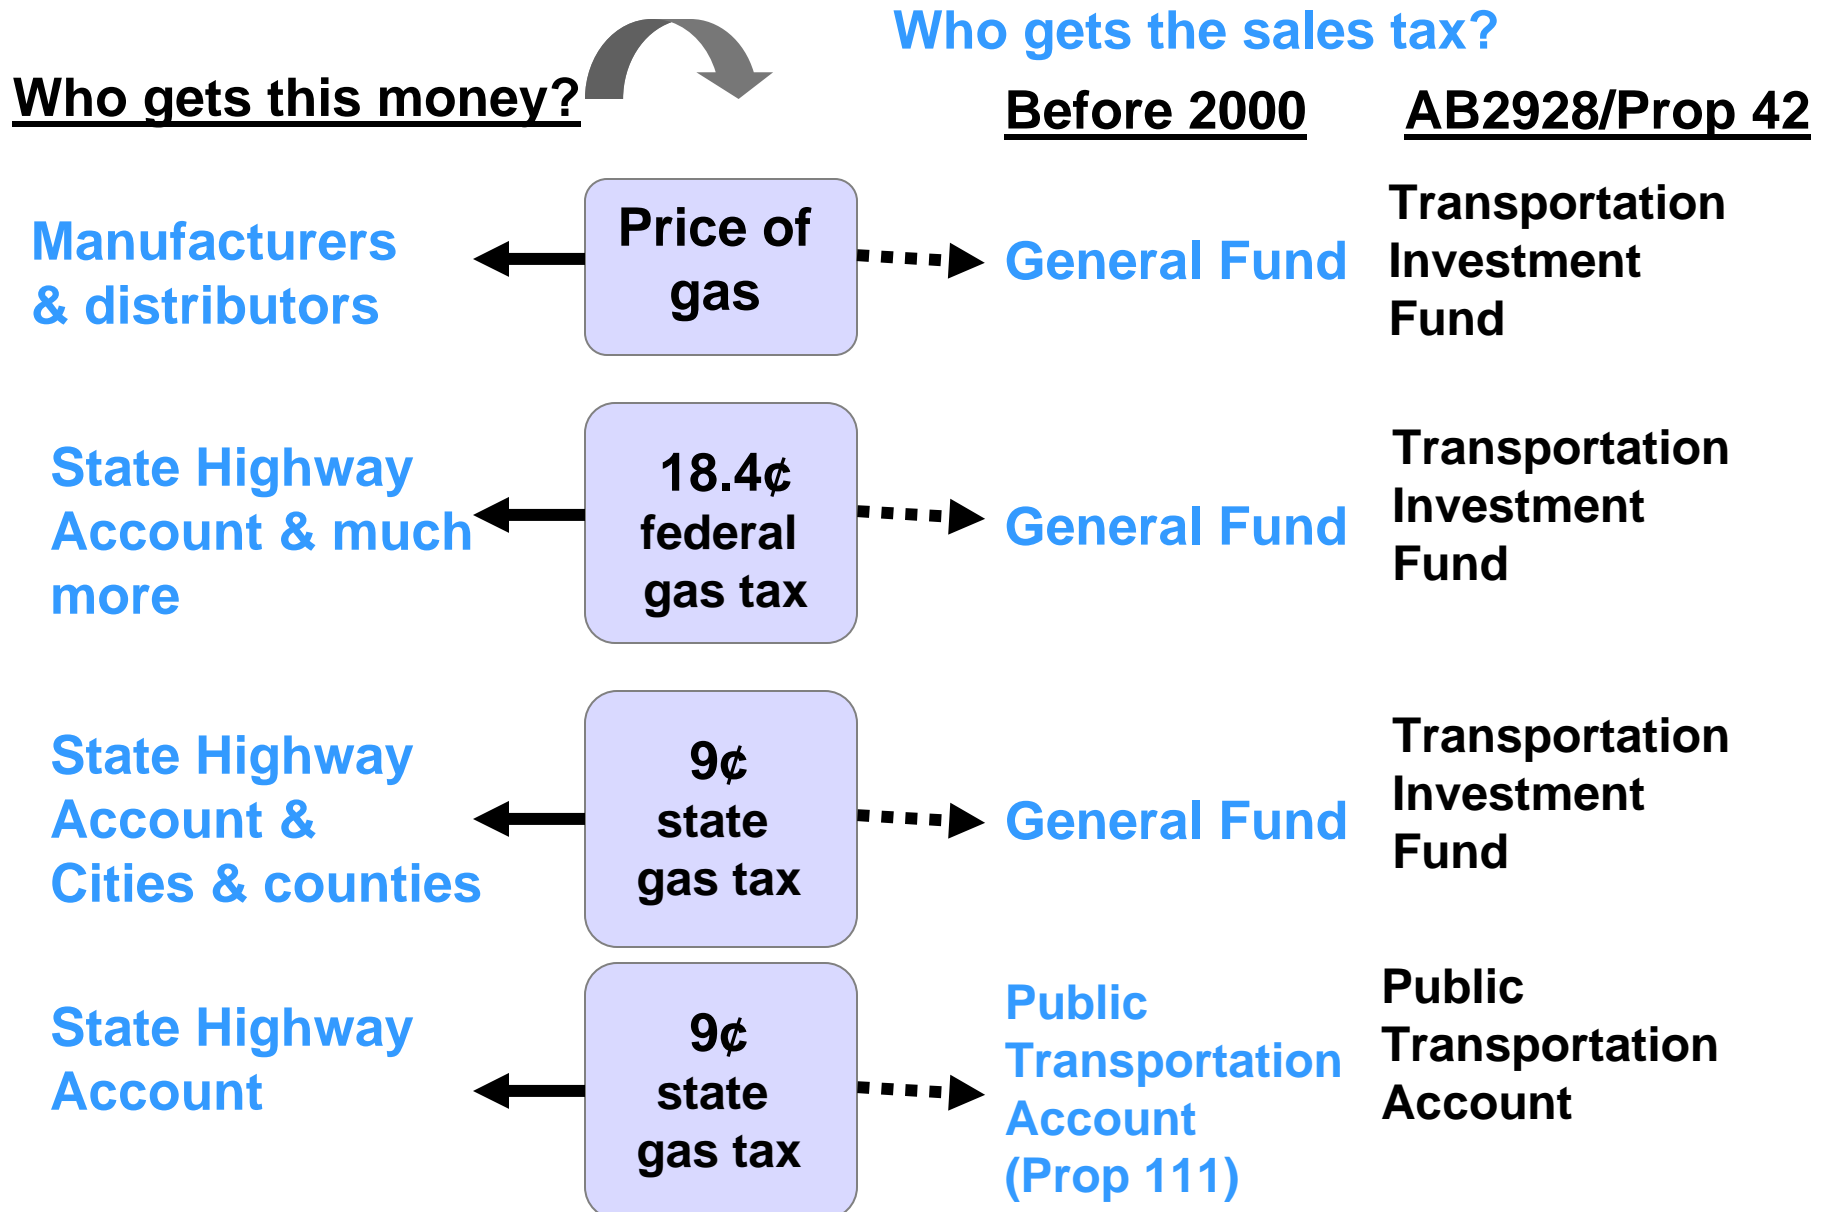 Who gets the sales tax?
Who gets this money?
Before 2000
AB2928/Prop 42
Manufacturers
& distributors
Price of
gas
General Fund
Transportation
Investment
Fund
State Highway
Account & much
more
18.4¢
federal
gas tax
General Fund
Transportation
Investment
Fund
State Highway
Account &
Cities & counties
9¢
state
gas tax
General Fund
Transportation
Investment
Fund
State Highway
Account
9¢
state
gas tax
Public
Transportation
Account
(Prop 111)
Public
Transportation
Account